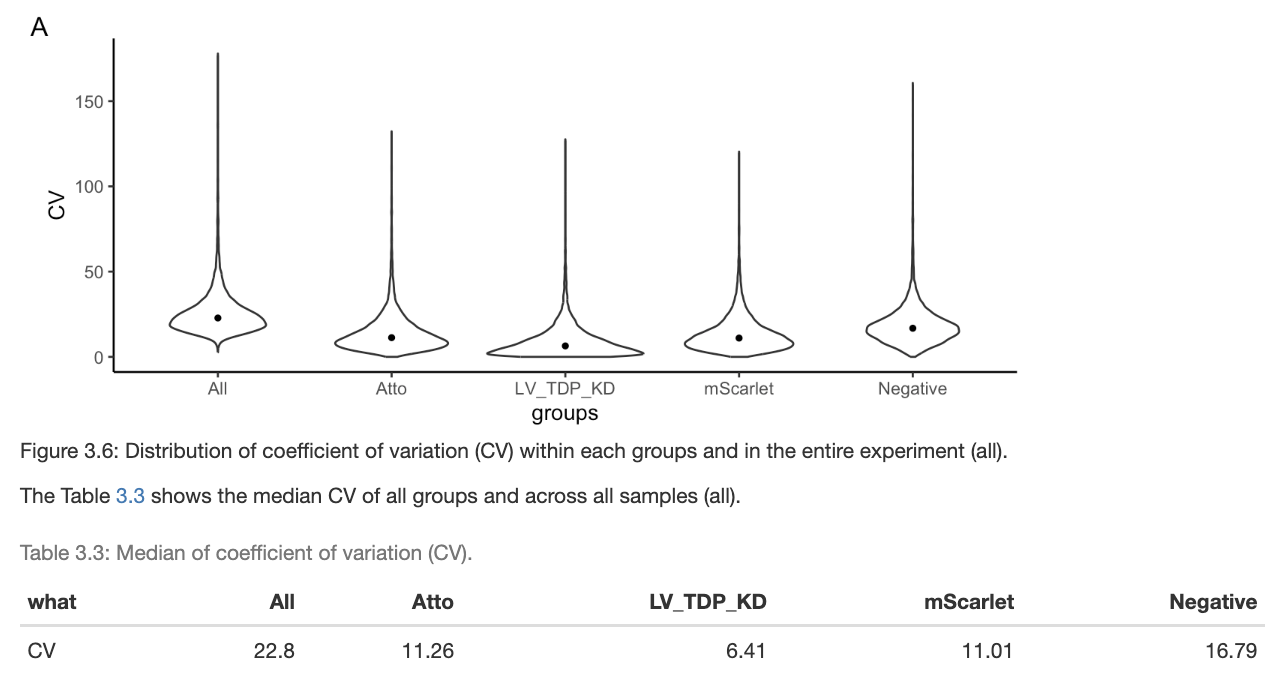 A
150
100
50
0
CV
All Atto LV_TDP_KD mScarlet Negative
groups
Figure 3.6: Distribution of coefficient of variation (CV) within each groups and in the entire experiment (all).
The Table 3.3 shows the median CV of all groups and across all samples (all).
Table 3.3: Median of coefficient of variation (CV).
what All Atto LV_TDP_KD mScarlet Negative
CV 22.8 11.26 6.41 11.01 16.79